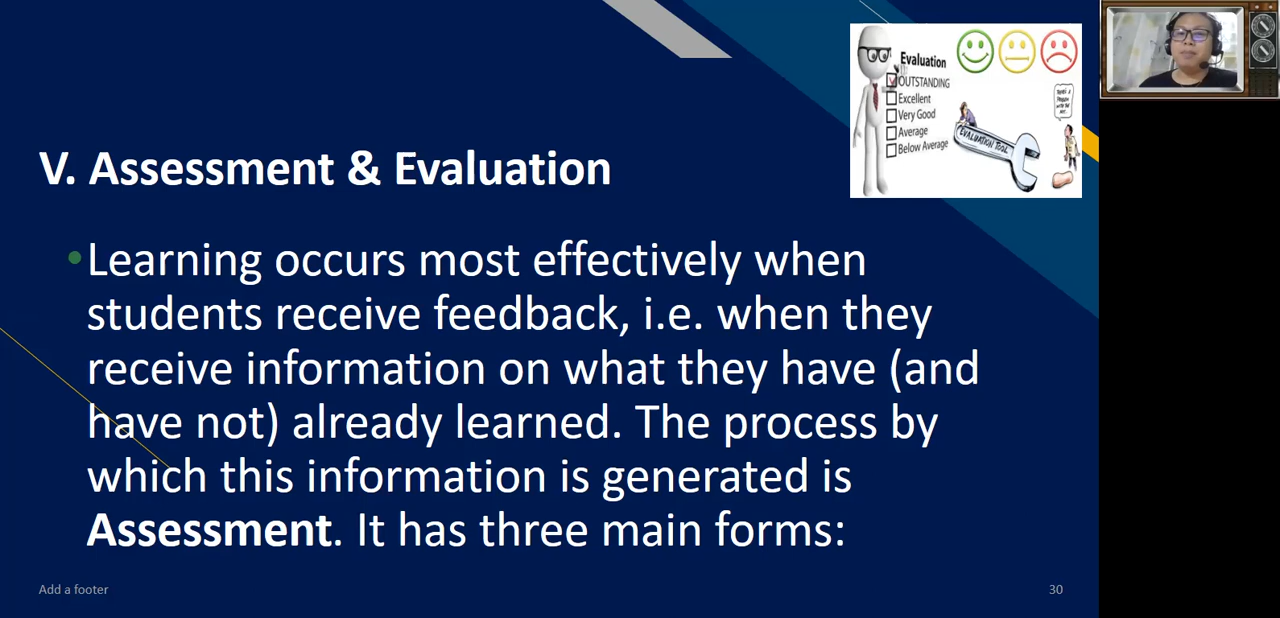 V. Assessment & Evaluation
Evaluation
OUTSTANDING
Excellent
Very Good
Average
Below Average
EVALUATION TOOL
•Learning occurs most effectively when
students receive feedback, i.e. when they
receive information on what they have (and
have not) already learned. The process by
which this information is generated is
Assessment. It has three main forms:
Add a footer
30